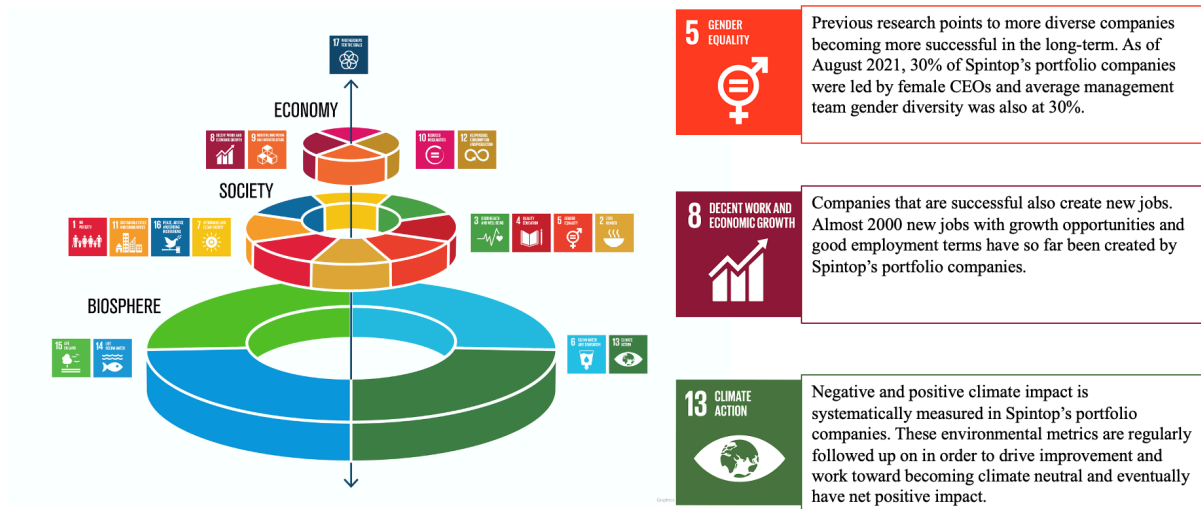 17 PARTNERSHIPS
FOR THE GOALS
ECONOMY
8 DECENT WORK AND
ECONOMIC GROWTH
9 INDUSTRY, INNOVATION
AND INFRASTRUCTURE
10 REDUCED
INEQUALITIES
12 RESPONSIBLE
CONSUMPTION
AND PRODUCTION
SOCIETY
1 NO
POVERTY
11 SUSTAINABLE CITIES
AND COMMUNITIES
16 PEACE, JUSTICE
AND STRONG
INSTITUTIONS
7 AFFORDABLE AND
CLEAN ENERGY
3 GOOD HEALTH
AND WELL-BEING
4 QUALITY
EDUCATION
5 GENDER
EQUALITY
2 ZERO
HUNGER
BIOSPHERE
15 LIFE
ON LAND
14 LIFE
BELOW WATER
6 CLEAN WATER
AND SANITATION
13 CLIMATE
ACTION
5 GENDER
EQUALITY
Previous research points to more diverse companies
becoming more successful in the long-term. As of
August 2021, 30% of Spintop’s portfolio companies
were led by female CEOs and average management
team gender diversity was also at 30%.
8 DECENT WORK AND
ECONOMIC GROWTH
Companies that are successful also create new jobs.
Almost 2000 new jobs with growth opportunities and
good employment terms have so far been created by
Spintop’s portfolio companies.
13 CLIMATE
ACTION
Negative and positive climate impact is
systematically measured in Spintop’s portfolio
companies. These environmental metrics are regularly
followed up on in order to drive improvement and
work toward becoming climate neutral and eventually
have net positive impact.